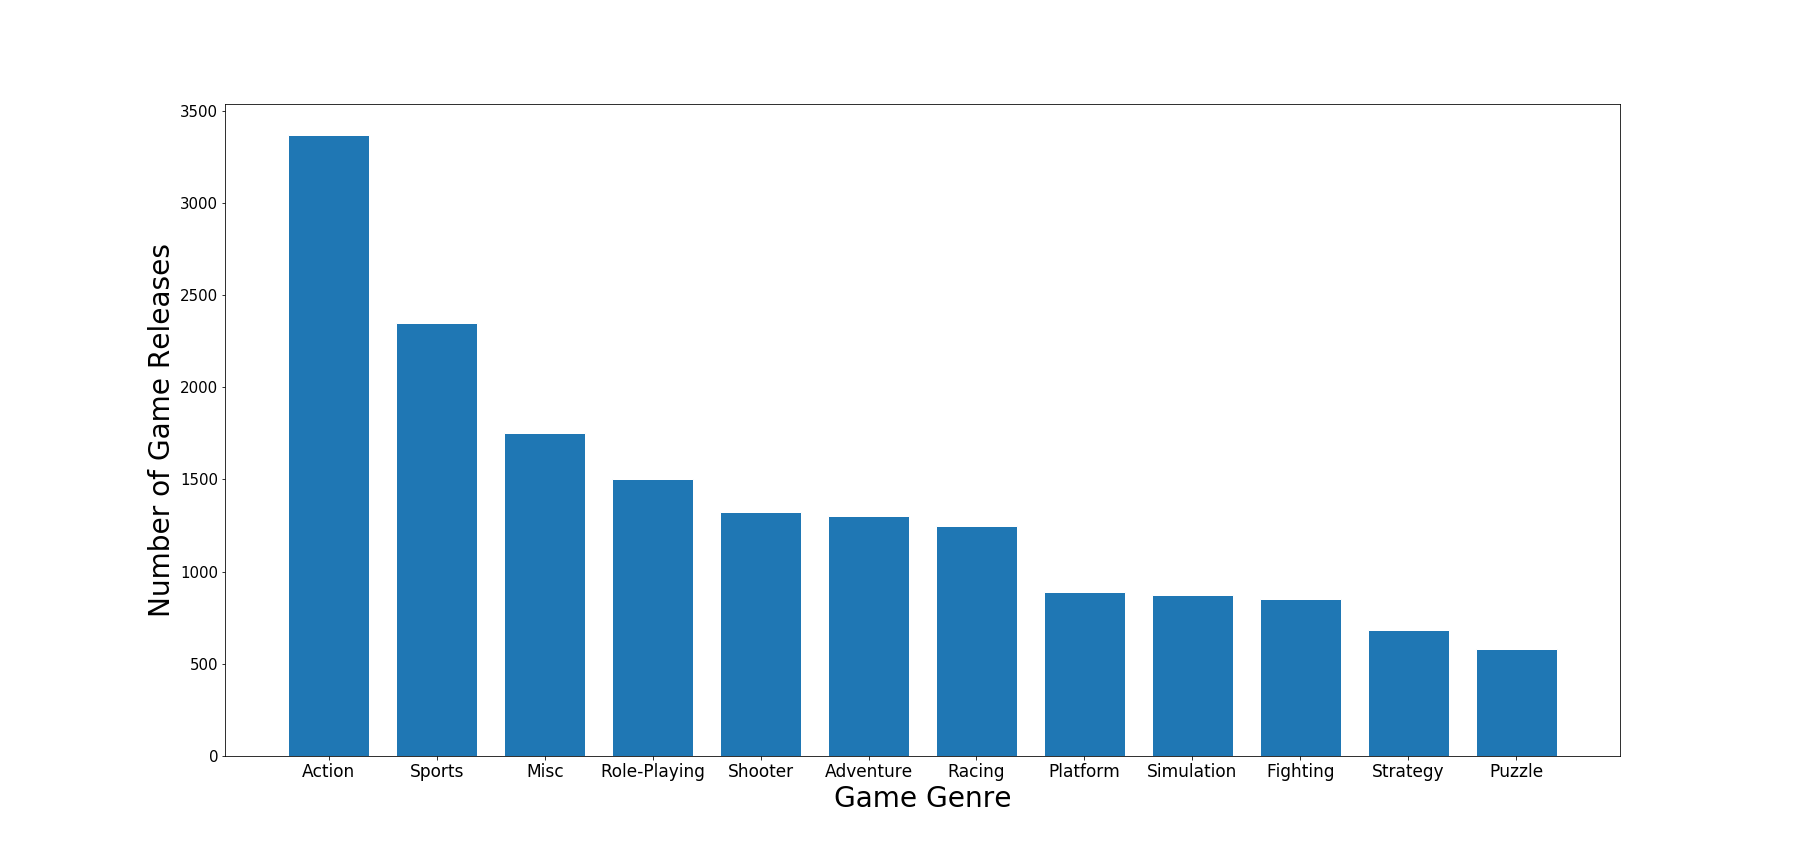 Number of Game Releases
3500
3000
2500
2000
1500
1000
500
0
Action Sports Misc Role-Playing Shooter Adventure Racing Platform Simulation Fighting Strategy Puzzle
Game Genre